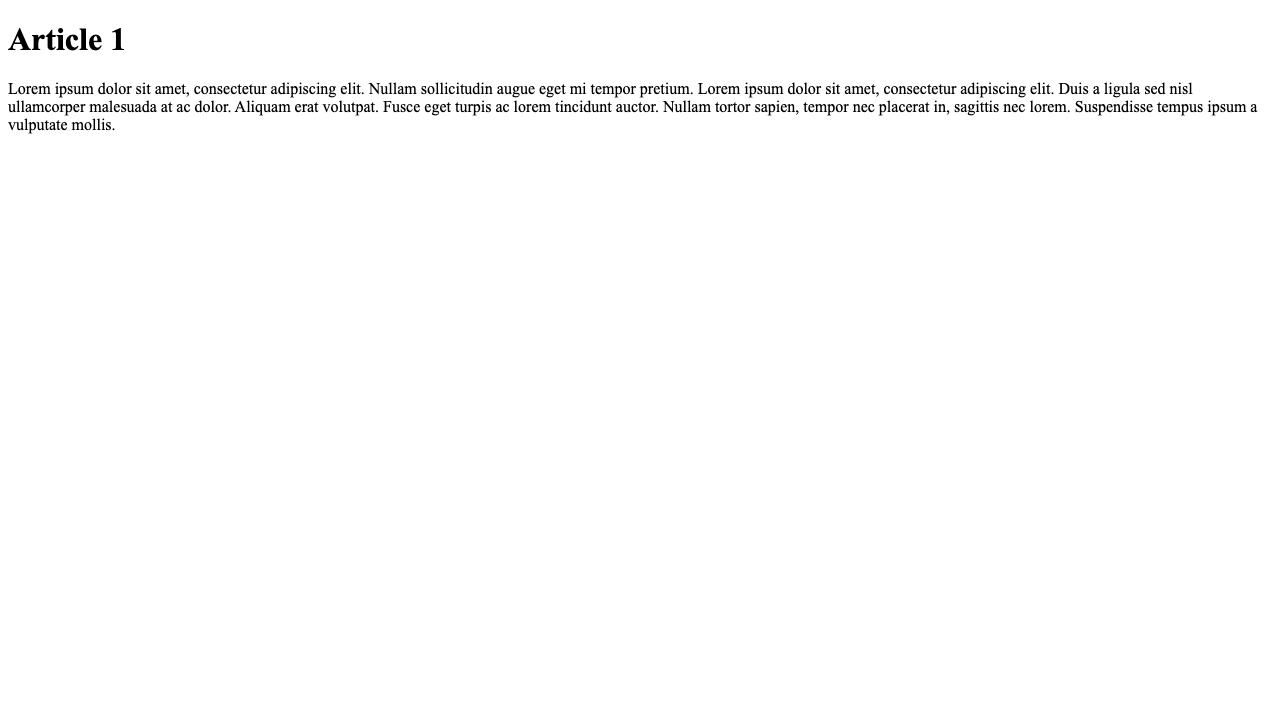 Article 1
Lorem ipsum dolor sit amet, consectetur adipiscing elit. Nullam sollicitudin augue eget mi tempor pretium. Lorem ipsum dolor sit amet, consectetur adipiscing elit. Duis a ligula sed nisl
ullamcorper malesuada at ac dolor. Aliquam erat volutpat. Fusce eget turpis ac lorem tincidunt auctor. Nullam tortor sapien, tempor nec placerat in, sagittis nec lorem. Suspendisse tempus ipsum a
vulputate mollis.